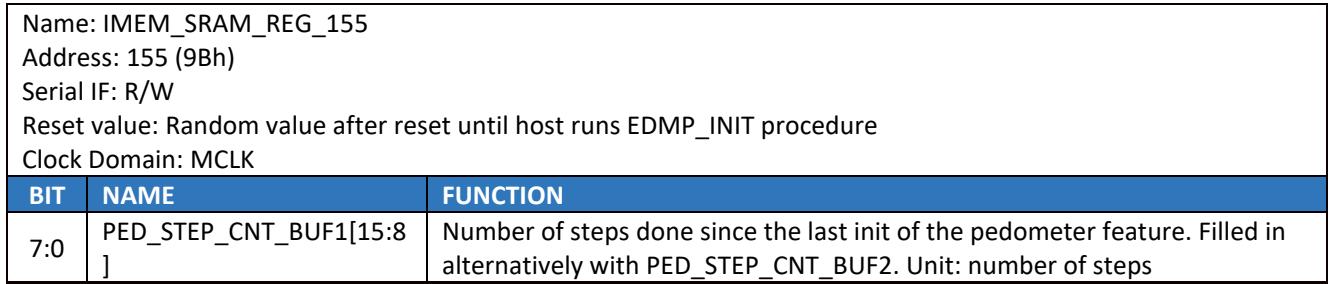 Name: IMEM_SRAM_REG_155
Address: 155 (9Bh)
Serial IF: R/W
Reset value: Random value after reset until host runs EDMP_INIT procedure
Clock Domain: MCLK
BIT NAME FUNCTION
7:0 PED_STEP_CNT_BUF1[15:8 Number of steps done since the last init of the pedometer feature. Filled in
] alternatively with PED_STEP_CNT_BUF2. Unit: number of steps